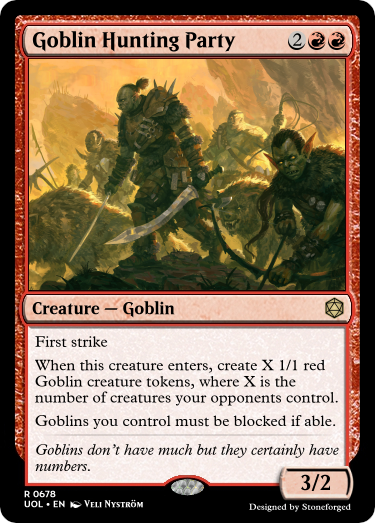 Goblin Hunting Party 2
Creature — Goblin
First strike
When this creature enters, create X 1/1 red
Goblin creature tokens, where X is the
number of creatures your opponents control.
Goblins you control must be blocked if able.
Goblins don't have much but they certainly have
numbers.
3/2
R 0678
UOL • EN Veli Nyström
Designed by Stoneforged